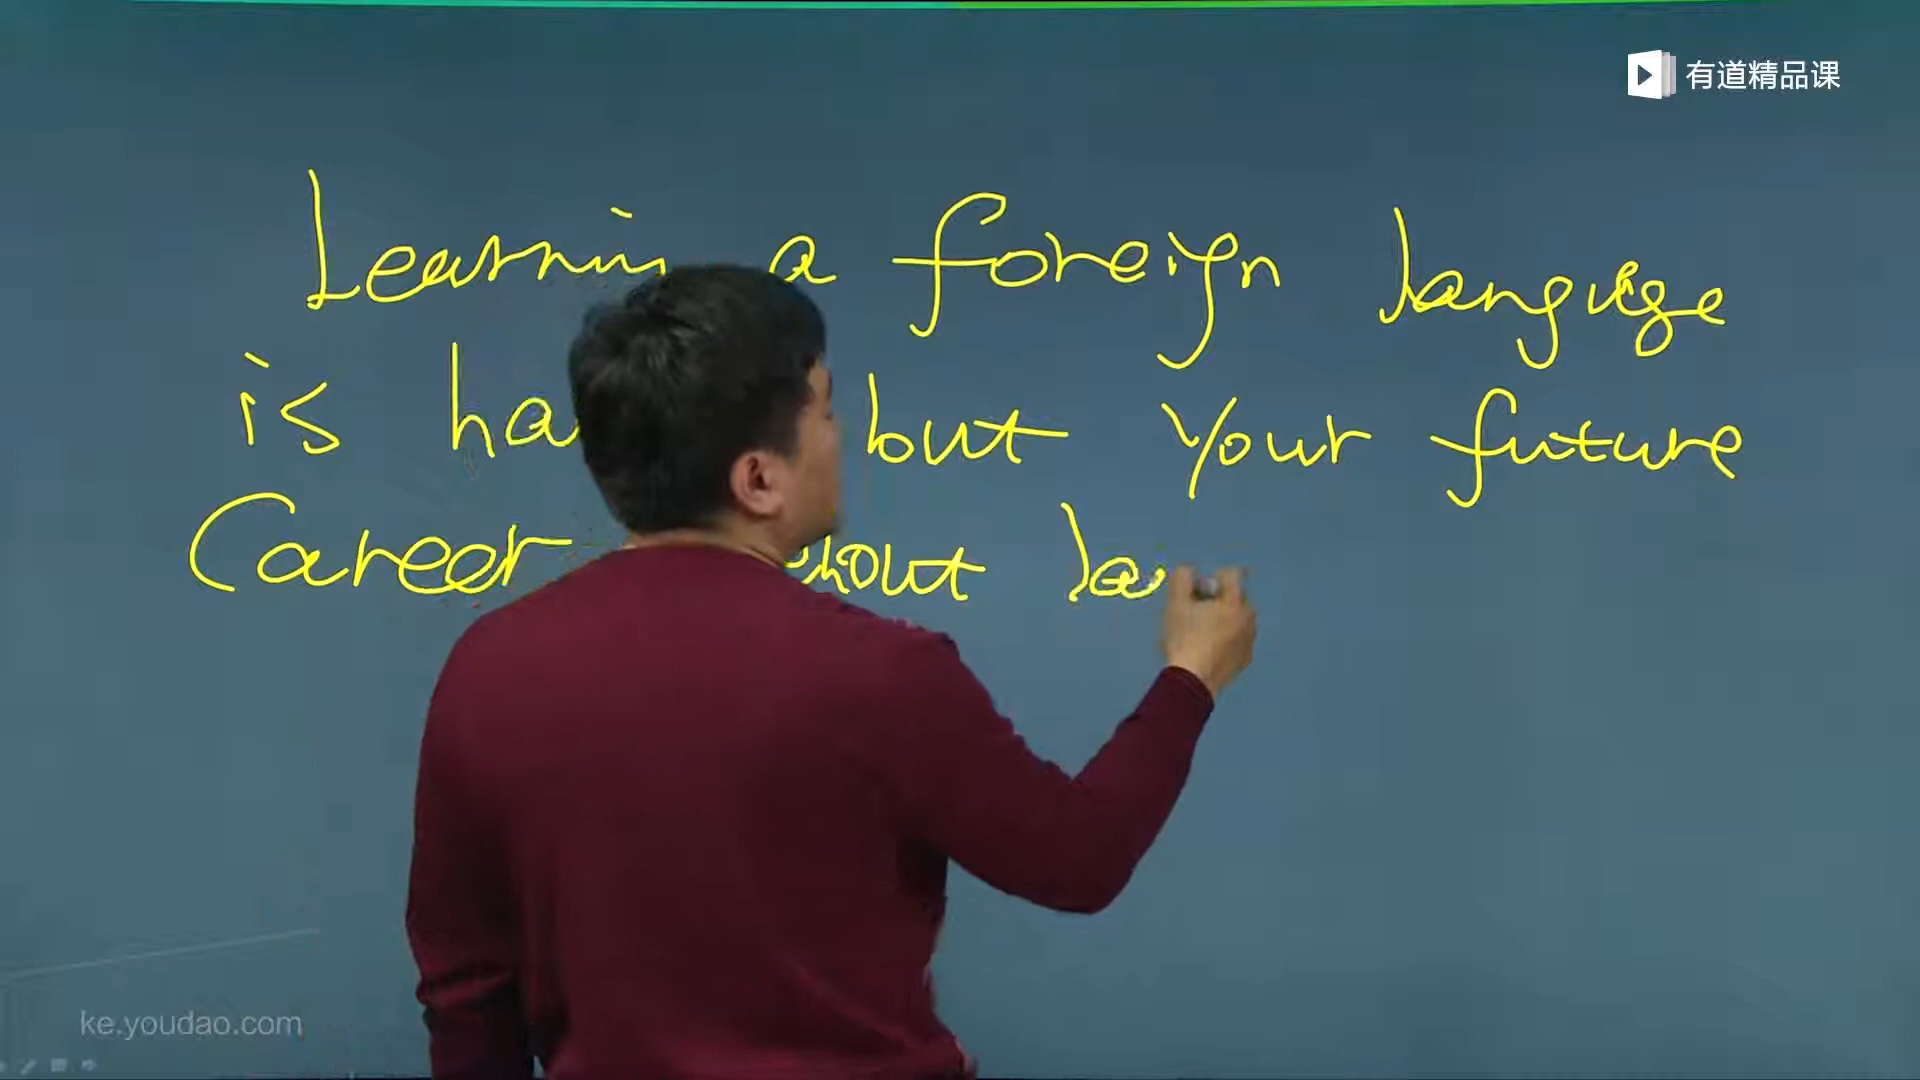 有道精品课
Learnin a foreign language
is ha but your future
Career hout la
ke.youdao.com